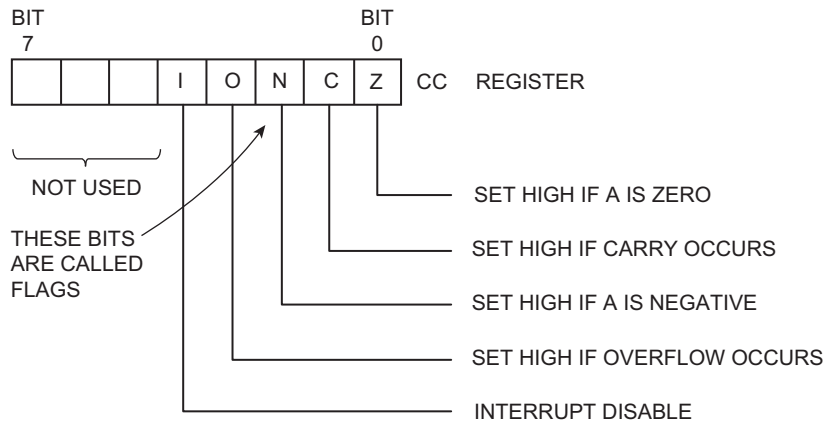 BIT BIT
7 0
I O N C Z CC REGISTER
NOT USED
SET HIGH IF A IS ZERO
THESE BITS
ARE CALLED
FLAGS
SET HIGH IF CARRY OCCURS
SET HIGH IF A IS NEGATIVE
SET HIGH IF OVERFLOW OCCURS
INTERRUPT DISABLE